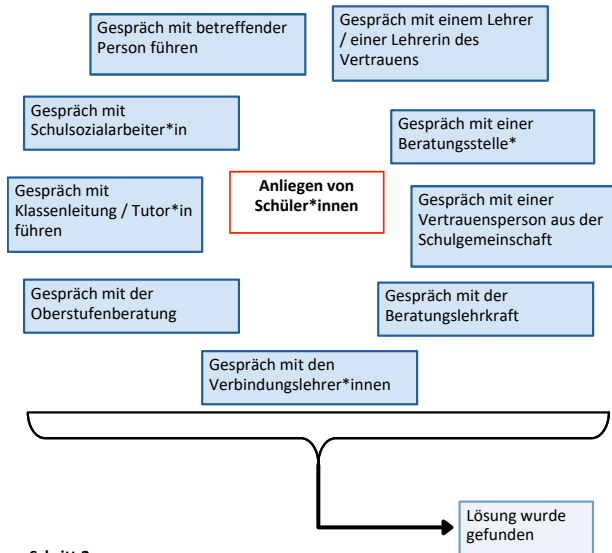 Gespräch mit betreffender
Person führen
Gespräch mit einem Lehrer
/ einer Lehrerin des
Vertrauens
Gespräch mit
Schulsozialarbeiter*in
Gespräch mit einer
Beratungsstelle*
Gespräch mit
Klassenleitung / Tutor*in
führen
Anliegen von
Schüler*innen
Gespräch mit einer
Vertrauensperson aus der
Schulgemeinschaft
Gespräch mit der
Oberstufenberatung
Gespräch mit der
Beratungslehrkraft
Gespräch mit den
Verbindungslehrer*innen
Lösung wurde
gefunden